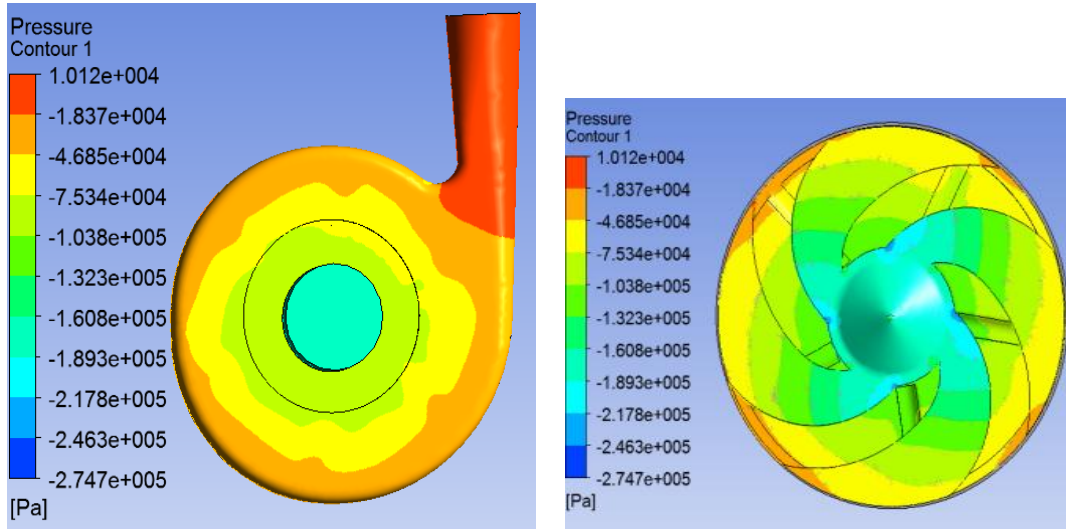 Pressure
Contour 1
1.012e+004
-1.837e+004
-4.685e+004
-7.534e+004
-1.038e+005
-1.323e+005
-1.608e+005
-1.893e+005
-2.178e+005
-2.463e+005
-2.747e+005
[Pa]
Pressure
Contour 1
1.012e+004
-1.837e+004
-4.685e+004
-7.534e+004
-1.038e+005
-1.323e+005
-1.608e+005
-1.893e+005
-2.178e+005
-2.463e+005
-2.747e+005
[Pa]